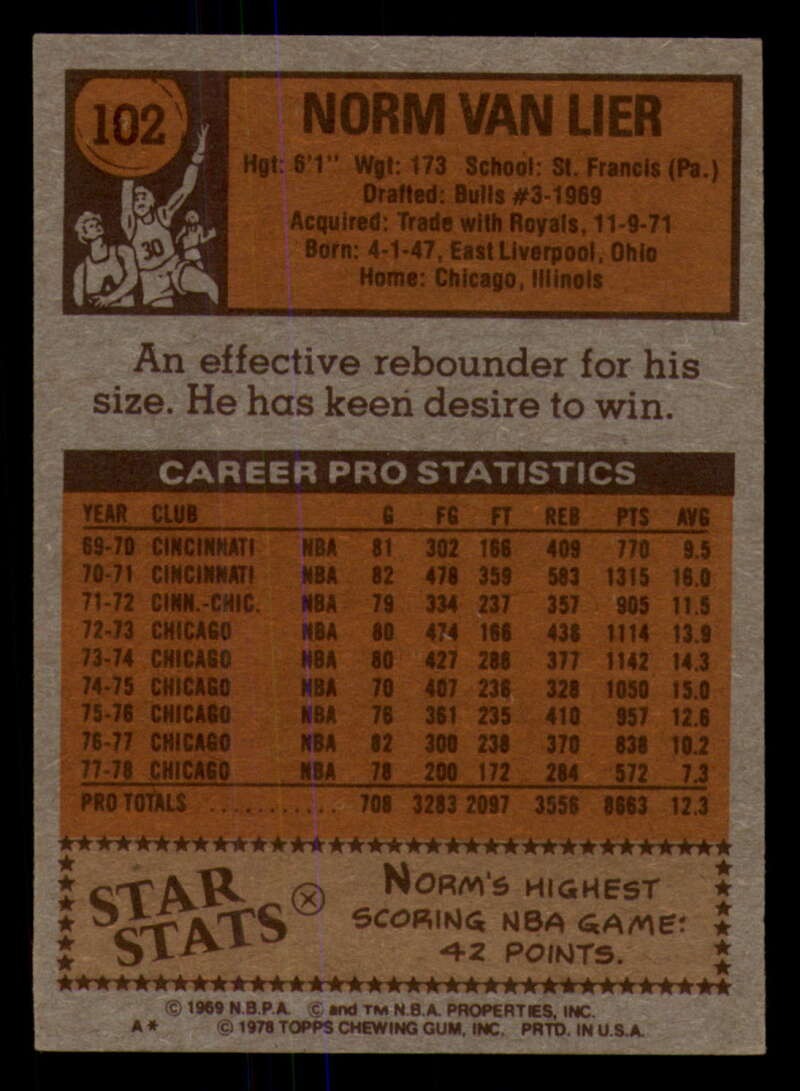 102
30
NORM VAN LIER
Hgt: 6'1" Wgt: 173 School: St. Francis (Pa.)
Drafted: Bulls #3-1969
Acquired: Trade with Royals, 11-9-71
Born: 4-1-47, East Liverpool, Ohio
Home: Chicago, Illinois
An effective rebounder for his
size. He has keen desire to win.
CAREER PRO STATISTICS
YEAR CLUB G FG FT REB PTS AVG
69-70 CINCINNATI NBA 81 302 166 409 770 9.5
70-71 CINCINNATI NBA 82 478 359 583 1315 16.0
71-72 CINN.-CHIC. NBA 79 334 237 357 905 11.5
72-73 CHICAGO NBA 80 474 166 438 1114 13.9
73-74 CHICAGO NBA 80 427 288 377 1142 14.3
74-75 CHICAGO NBA 70 407 236 328 1050 15.0
75-76 CHICAGO NBA 76 361 235 410 957 12.6
76-77 CHICAGO NBA 82 300 238 370 838 10.2
77-78 CHICAGO NBA 78 200 172 284 572 7.3
PRO TOTALS ............ 708 3283 2097 3556 8663 12.3
STAR STATS
NORM'S HIGHEST
SCORING NBA GAME:
42 POINTS.
© 1969 N.B.P.A. © and TM N.B.A. PROPERTIES, INC.
A* © 1978 TOPPS CHEWING GUM, INC. PRTD. IN U.S.A.